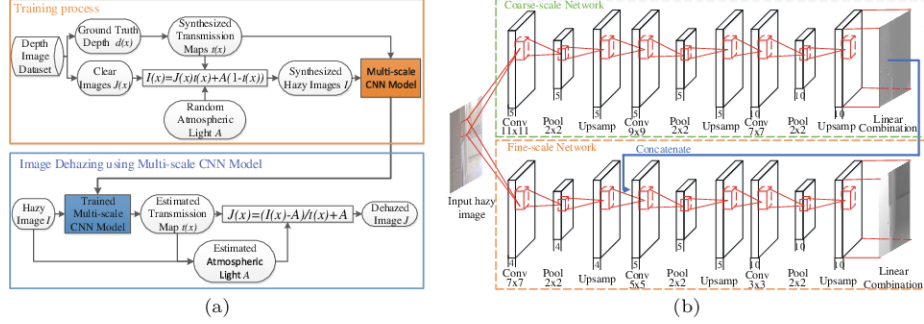 Training process
Depth
Image
Dataset
Ground Truth
Depth d(x)
Synthesized
Transmission
Maps t(x)
Clear
Images J(x)
I(x)=J(x)t(x)+A(1-t(x))
Synthesized
Hazy Images I
Multi-scale
CNN Model
Random
Atmospheric
Light A
Image Dehazing using Multi-scale CNN Model
Hazy
Image I
Trained
Multi-scale
CNN Model
Estimated
Transmission
Map t(x)
J(x)=(I(x)-A)/t(x)+A
Dehazed
Image J
Estimated
Atmospheric
Light A
(a)
Coarse-scale Network
5 5 5 5 5 5 10 10 10
Conv Pool Upsamp Conv Pool Upsamp Conv Pool Upsamp Linear
11x11 2x2 9x9 2x2 7x7 2x2 Combination
Fine-scale Network
Concatenate
Input hazy
image
4 4 4 5 5 5 10 10 10
Conv Pool Upsamp Conv Pool Upsamp Conv Pool Upsamp Linear
7x7 2x2 5x5 2x2 3x3 2x2 Combination
(b)